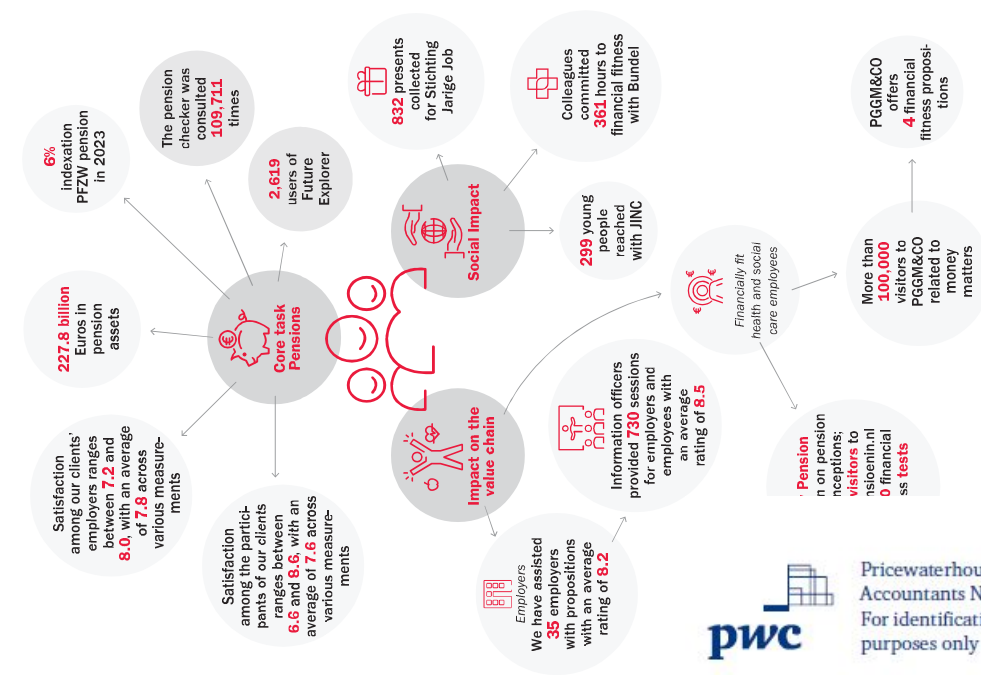 Satisfaction
among our clients'
employers ranges
between 7.2 and
8.0, with an average
of 7.8 across
various measure-
ments
227.8 billion
Euros in
pension
assets
6%
indexation
PFZW pension
in 2023
The pension
checker was
consulted
109,711
times
2,619
users of
Future
Explorer
Core task
Pensions
Satisfaction
among the partici-
pants of our clients
ranges between
6.6 and 8.6, with an
average of 7.6 across
various measure-
ments
832 presents
collected
for Stichting
Jarige Job
Colleagues
committed
361 hours to
financial fitness
with Bundel
Social Impact
299 young
people
reached
with JINC
Impact on the
value chain
Employers
We have assisted
35 employers
with propositions
with an average
rating of 8.2
Information officers
provided 730 sessions
for employers and
employees with
an average
rating of 8.5
Financially fit
health and social
care employees
More than
100,000
visitors to
PGGM&CO
related to
money
matters
PGGM&CO
offers
4 financial
fitness proposi-
tions
Pension
n on pension
nceptions;
visitors to
nsioenin.nl
0 financial
ss tests
pwc
Pricewaterhou
Accountants N
For identificati
purposes only